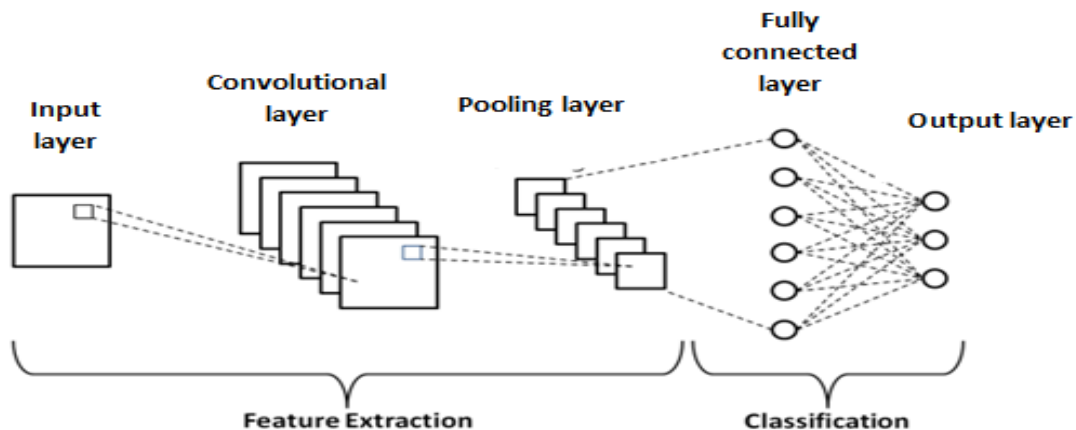 Input
layer
Convolutional
layer
Pooling layer
Fully
connected
layer
Output layer
Feature Extraction
Classification